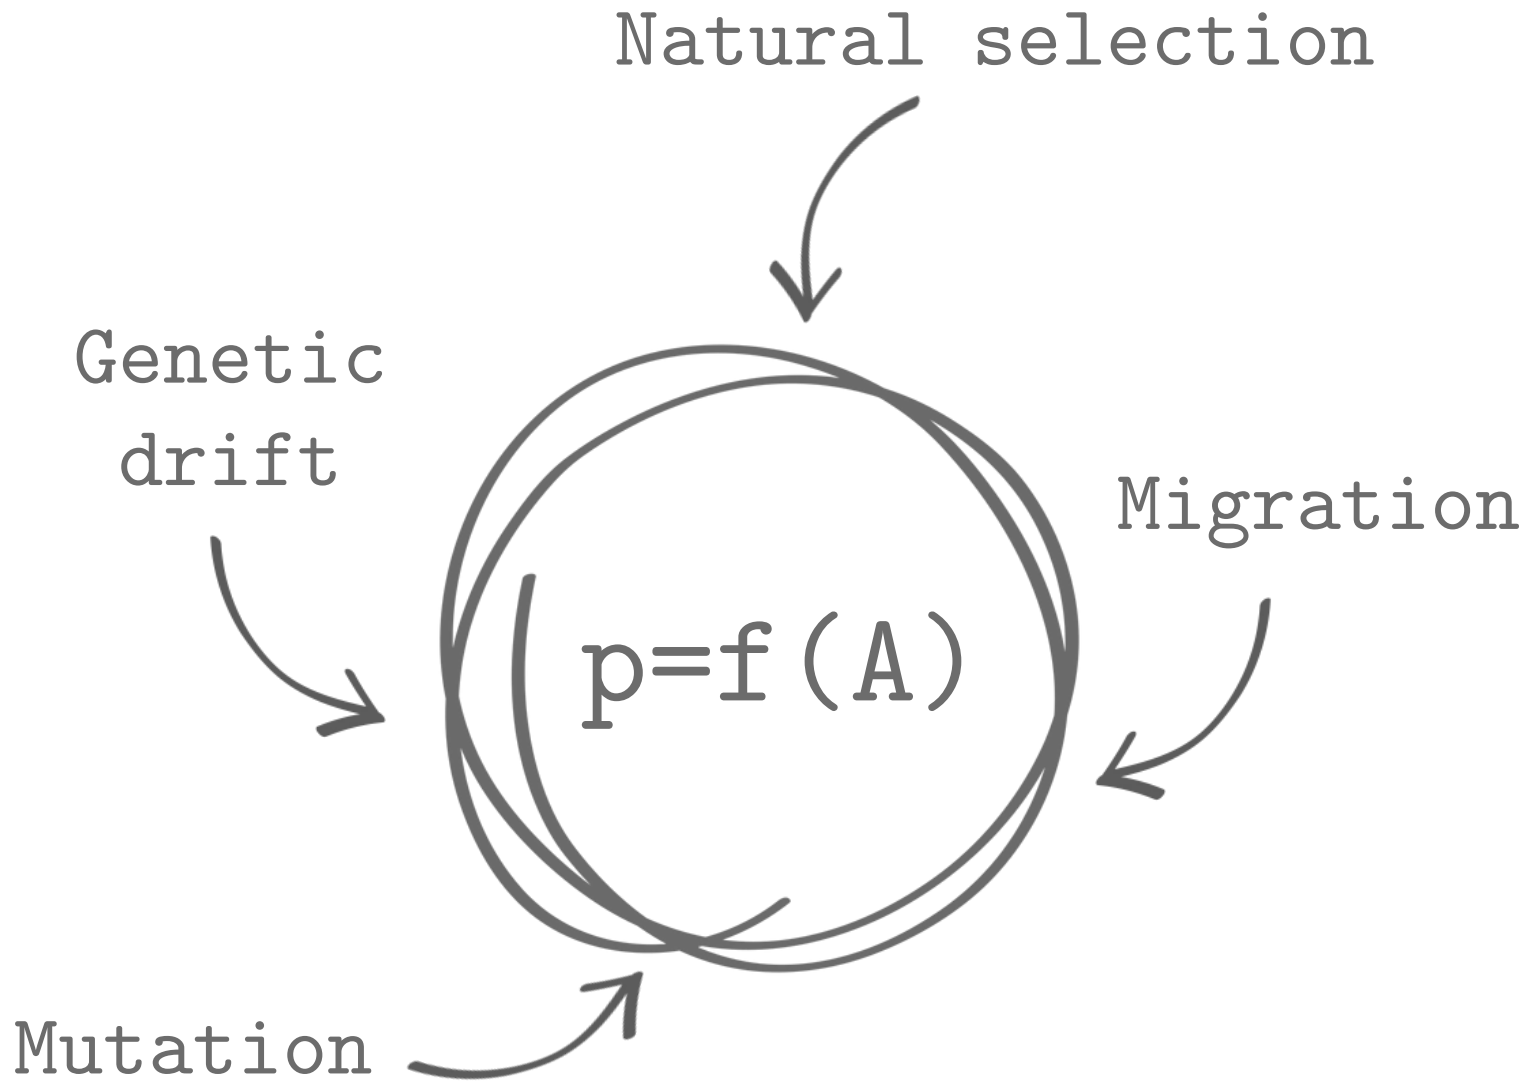 Natural selection
Genetic
drift
Migration
p=f(A)
Mutation